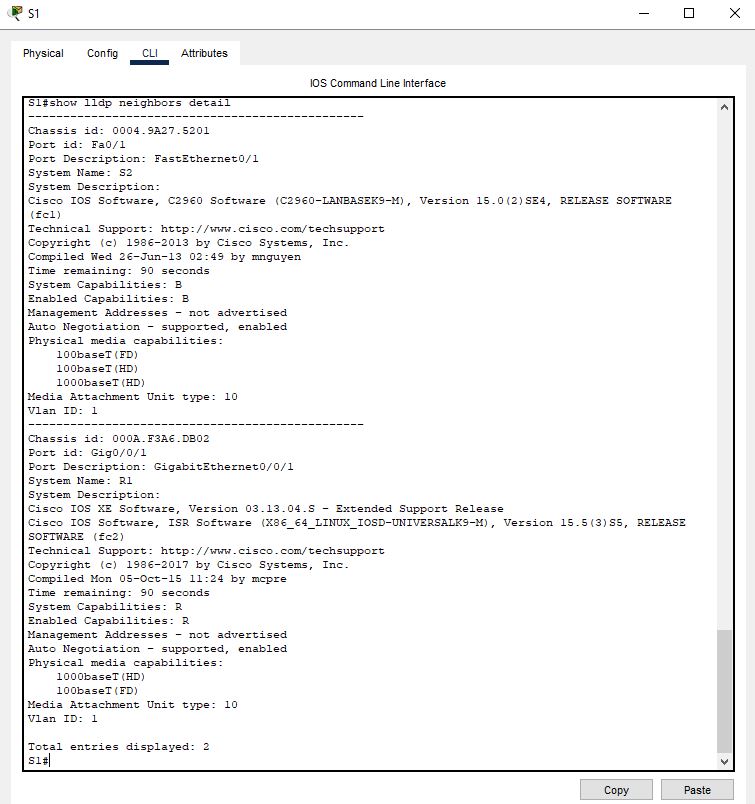 S1
Physical Config CLI Attributes
IOS Command Line Interface
S1#show lldp neighbors detail
------------------------------------------------
Chassis id: 0004.9A27.5201
Port id: Fa0/1
Port Description: FastEthernet0/1
System Name: S2
System Description:
Cisco IOS Software, C2960 Software (C2960-LANBASEK9-M), Version 15.0(2)SE4, RELEASE SOFTWARE
(fc1)
Technical Support: http://www.cisco.com/techsupport
Copyright (c) 1986-2013 by Cisco Systems, Inc.
Compiled Wed 26-Jun-13 02:49 by mnguyen
Time remaining: 90 seconds
System Capabilities: B
Enabled Capabilities: B
Management Addresses - not advertised
Auto Negotiation - supported, enabled
Physical media capabilities:
    100baseT(FD)
    100baseT(HD)
    1000baseT(HD)
Media Attachment Unit type: 10
Vlan ID: 1
------------------------------------------------
Chassis id: 000A.F3A6.DB02
Port id: Gig0/0/1
Port Description: GigabitEthernet0/0/1
System Name: R1
System Description:
Cisco IOS XE Software, Version 03.13.04.S - Extended Support Release
Cisco IOS Software, ISR Software (X86_64_LINUX_IOSD-UNIVERSALK9-M), Version 15.5(3)S5, RELEASE
SOFTWARE (fc2)
Technical Support: http://www.cisco.com/techsupport
Copyright (c) 1986-2017 by Cisco Systems, Inc.
Compiled Mon 05-Oct-15 11:24 by mcpre
Time remaining: 90 seconds
System Capabilities: R
Enabled Capabilities: R
Management Addresses - not advertised
Auto Negotiation - supported, enabled
Physical media capabilities:
    1000baseT(HD)
    100baseT(FD)
Media Attachment Unit type: 10
Vlan ID: 1

Total entries displayed: 2
S1#
Copy Paste